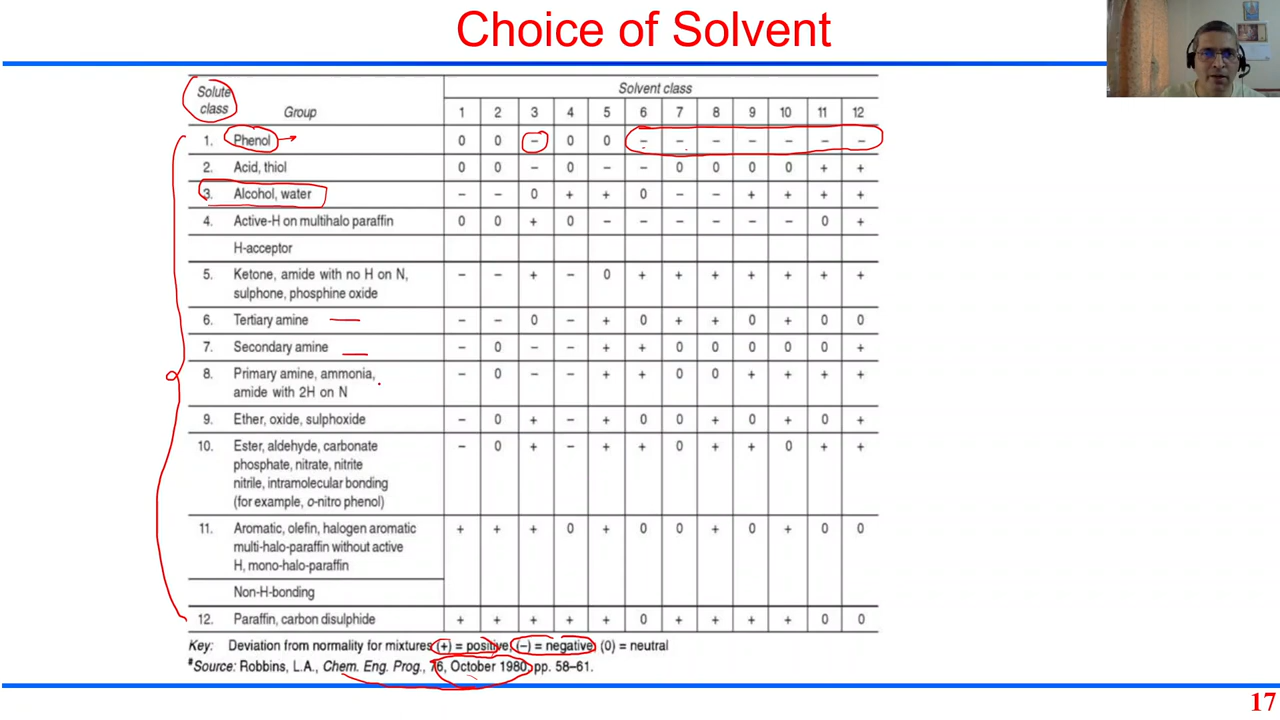 Choice of Solvent
Solute class Group Solvent class
1 2 3 4 5 6 7 8 9 10 11 12
1. Phenol 0 0 – 0 0 – – – – – – –
2. Acid, thiol 0 0 – 0 – – 0 0 0 0 + +
3. Alcohol, water – – 0 + + 0 – – + + + +
4. Active-H on multihalo paraffin 0 0 + 0 – – – – – – 0 +
H-acceptor
5. Ketone, amide with no H on N, – – + – 0 + + + + + + +
sulphone, phosphine oxide
6. Tertiary amine – – 0 – + 0 + + 0 + 0 0
7. Secondary amine – 0 – – + + 0 0 0 0 0 +
8. Primary amine, ammonia, – 0 – – + + 0 0 + + + +
amide with 2H on N
9. Ether, oxide, sulphoxide – 0 + – + 0 0 + 0 + 0 +
10. Ester, aldehyde, carbonate – 0 + – + + 0 + + 0 + +
phosphate, nitrate, nitrite
nitrile, intramolecular bonding
(for example, o-nitro phenol)
11. Aromatic, olefin, halogen aromatic + + + 0 + 0 0 + 0 + 0 0
multi-halo-paraffin without active
H, mono-halo-paraffin
Non-H-bonding
12. Paraffin, carbon disulphide + + + + + 0 + + + + 0 0
Key: Deviation from normality for mixtures (+) = positive, (–) = negative, (0) = neutral
#Source: Robbins, L.A., Chem. Eng. Prog., 76, October 1980, pp. 58–61.
17